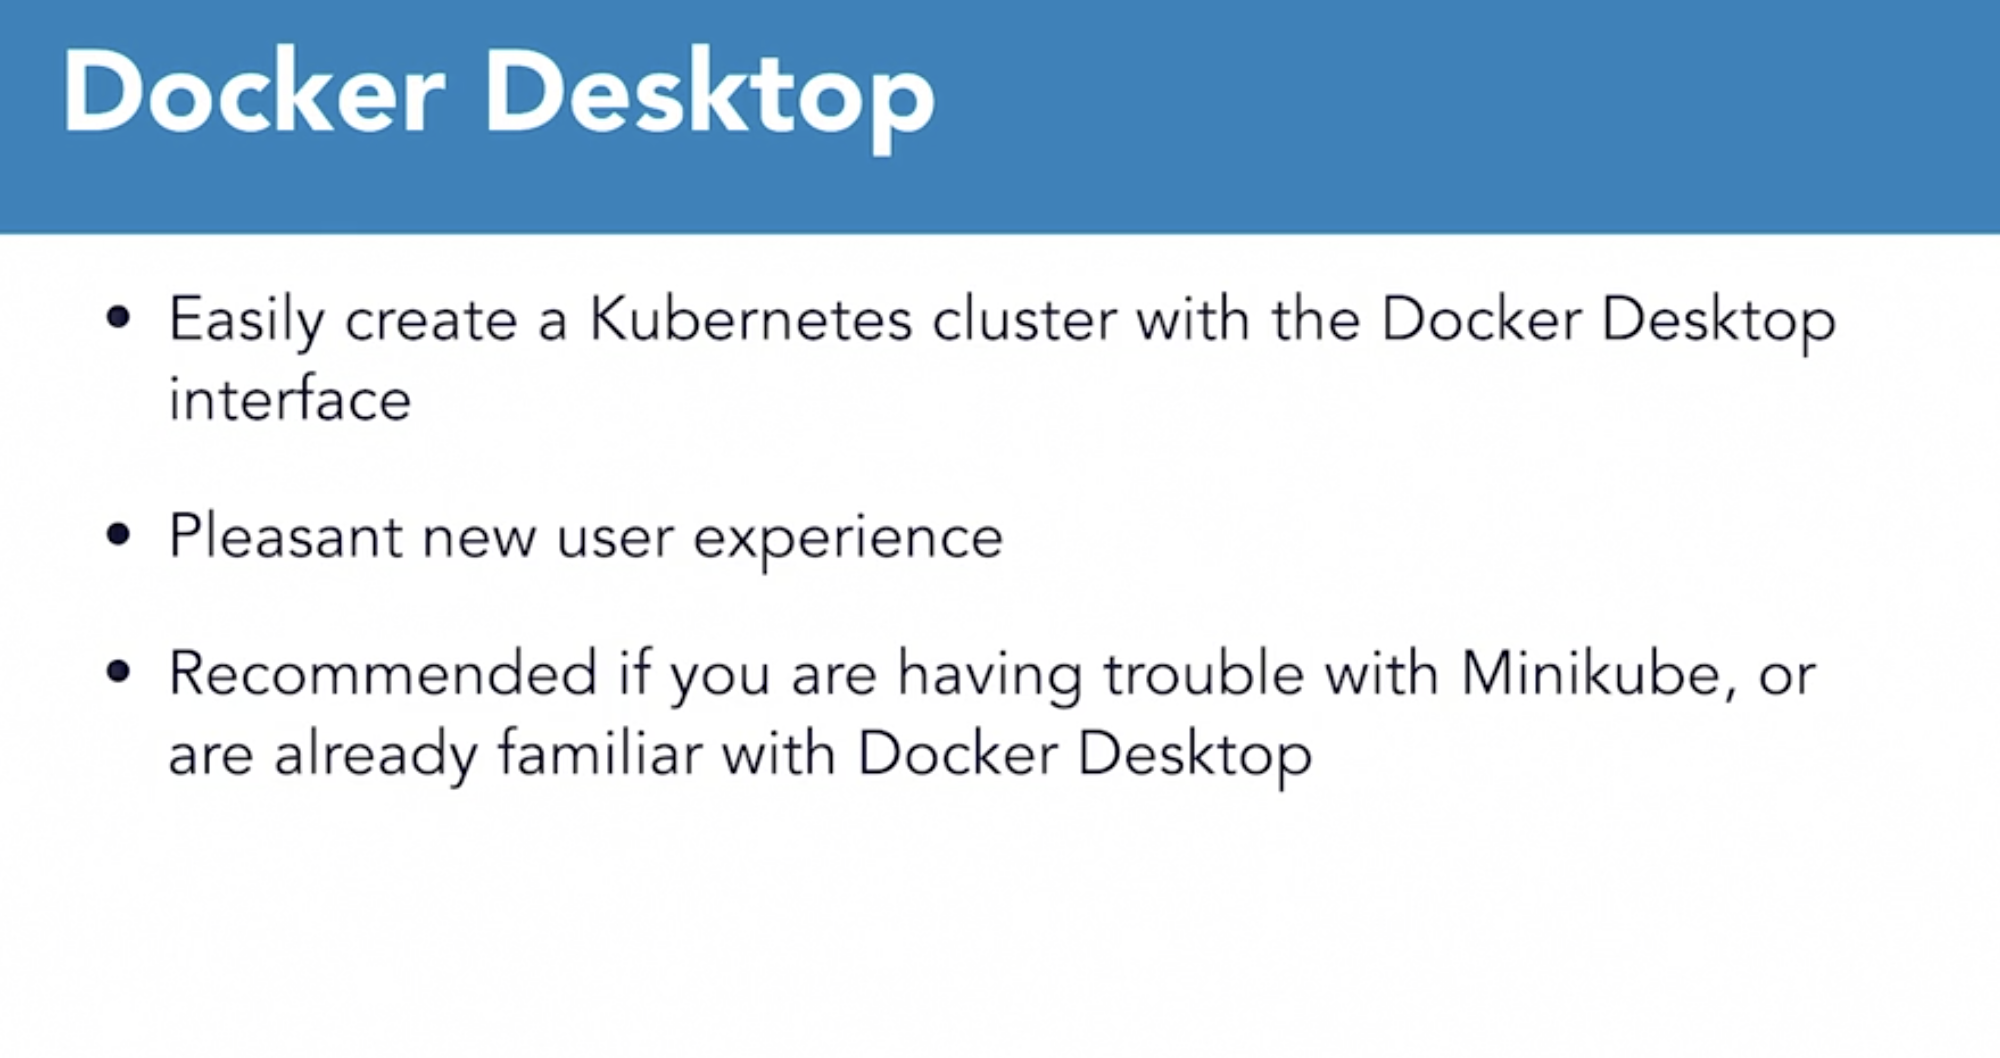 Docker Desktop
• Easily create a Kubernetes cluster with the Docker Desktop
interface
• Pleasant new user experience
• Recommended if you are having trouble with Minikube, or
are already familiar with Docker Desktop